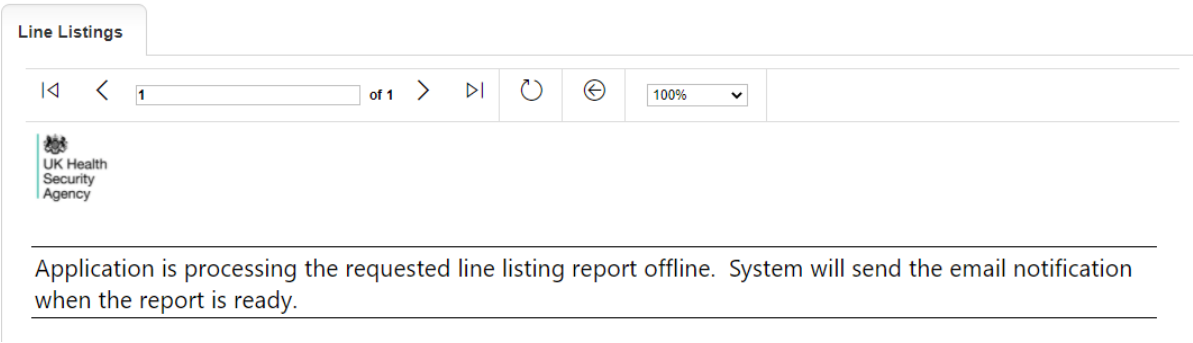 Line Listings
1 of 1 100%
UK Health
Security
Agency
Application is processing the requested line listing report offline.  System will send the email notification
when the report is ready.